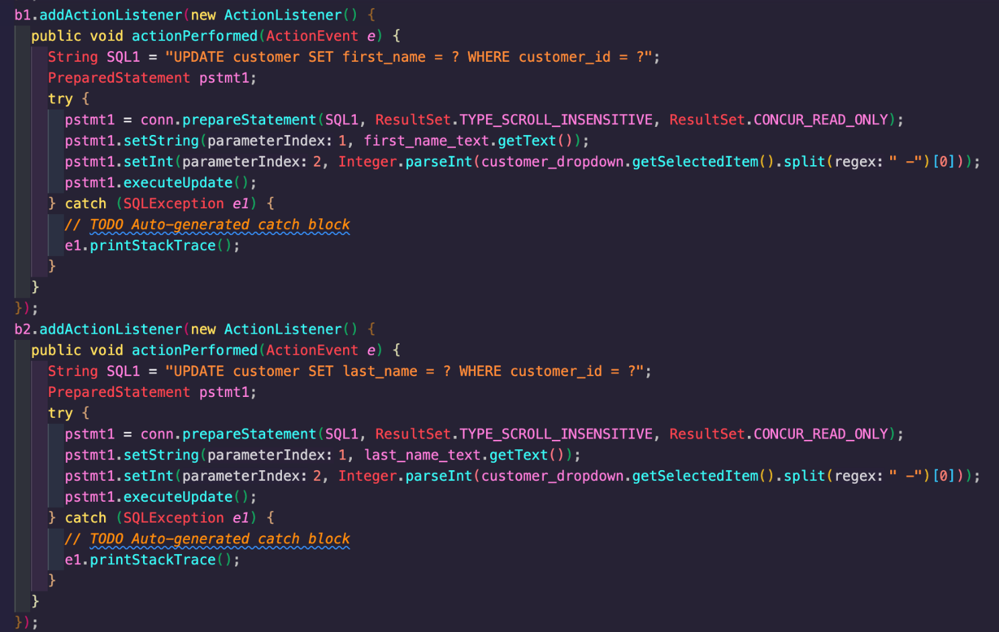 b1.addActionListener(new ActionListener() {
public void actionPerformed(ActionEvent e) {
String SQL1 = "UPDATE customer SET first_name = ? WHERE customer_id = ?";
PreparedStatement pstmt1;
try {
pstmt1 = conn.prepareStatement(SQL1, ResultSet.TYPE_SCROLL_INSENSITIVE, ResultSet.CONCUR_READ_ONLY);
pstmt1.setString(parameterIndex: 1, first_name_text.getText());
pstmt1.setInt(parameterIndex: 2, Integer.parseInt(customer_dropdown.getSelectedItem().split(regex: " -")[0]));
pstmt1.executeUpdate();
} catch (SQLException e1) {
// TODO Auto-generated catch block
e1.printStackTrace();
}
}
});
b2.addActionListener(new ActionListener() {
public void actionPerformed(ActionEvent e) {
String SQL1 = "UPDATE customer SET last_name = ? WHERE customer_id = ?";
PreparedStatement pstmt1;
try {
pstmt1 = conn.prepareStatement(SQL1, ResultSet.TYPE_SCROLL_INSENSITIVE, ResultSet.CONCUR_READ_ONLY);
pstmt1.setString(parameterIndex: 1, last_name_text.getText());
pstmt1.setInt(parameterIndex: 2, Integer.parseInt(customer_dropdown.getSelectedItem().split(regex: " -")[0]));
pstmt1.executeUpdate();
} catch (SQLException e1) {
// TODO Auto-generated catch block
e1.printStackTrace();
}
}
});